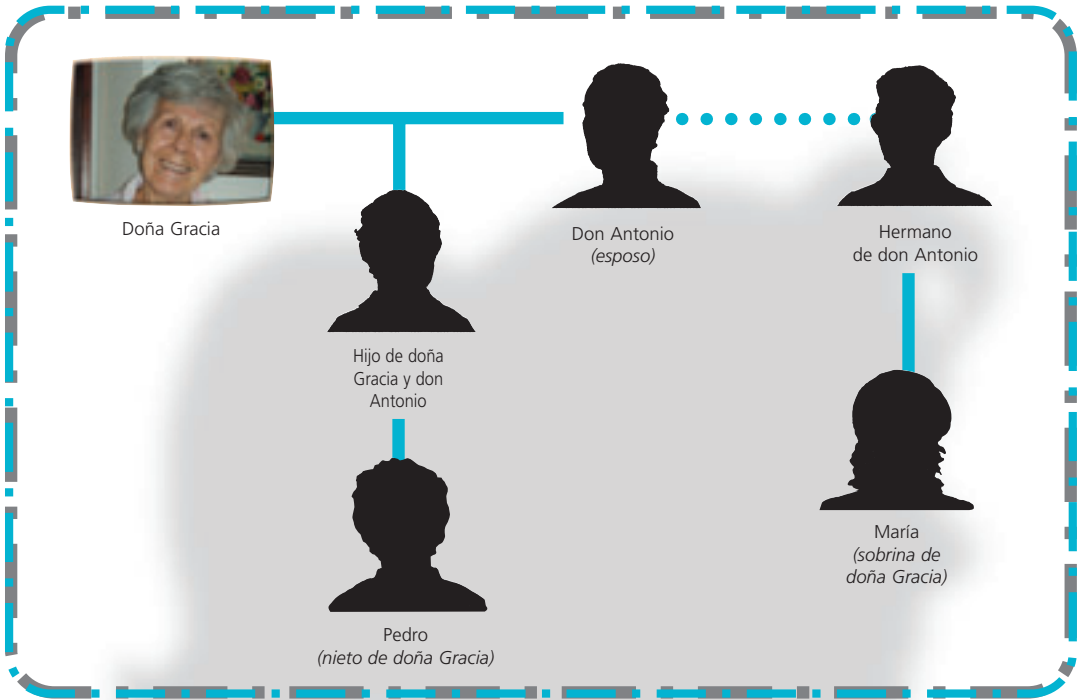 Doña Gracia
Don Antonio
(esposo)
Hermano
de don Antonio
Hijo de doña
Gracia y don
Antonio
María
(sobrina de
doña Gracia)
Pedro
(nieto de doña Gracia)